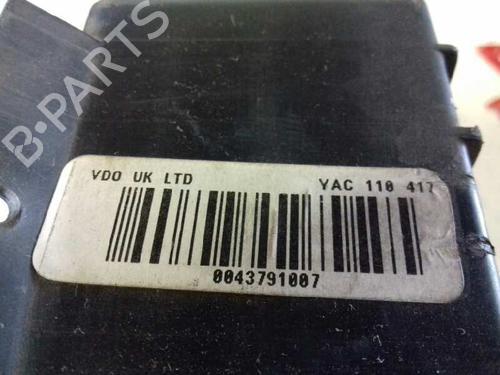 B-PARTS
VDO UK LTD YAC 110 417
0043791007